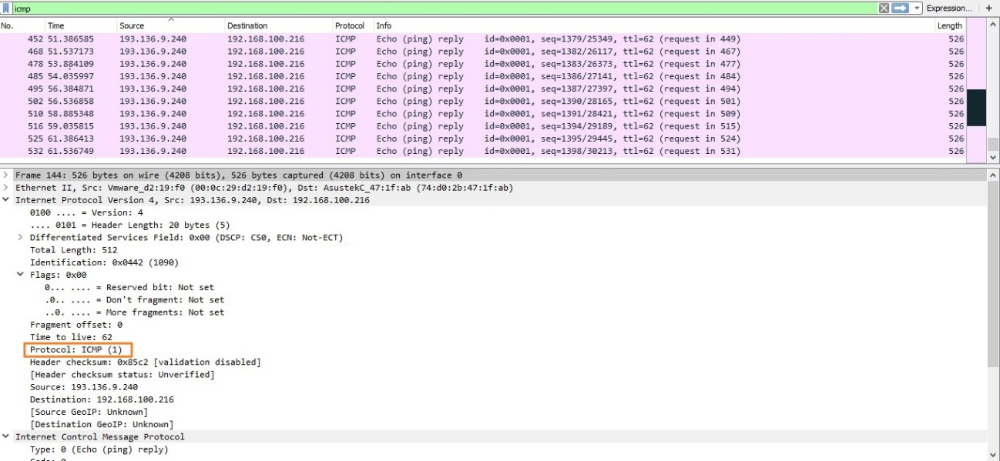 icmp Expression... +
No. Time Source Destination Protocol Info Length
452 51.386585 193.136.9.240 192.168.100.216 ICMP Echo (ping) reply id=0x0001, seq=1379/25349, ttl=62 (request in 449) 526
468 51.537173 193.136.9.240 192.168.100.216 ICMP Echo (ping) reply id=0x0001, seq=1382/26117, ttl=62 (request in 467) 526
478 53.884109 193.136.9.240 192.168.100.216 ICMP Echo (ping) reply id=0x0001, seq=1383/26373, ttl=62 (request in 477) 526
485 54.035997 193.136.9.240 192.168.100.216 ICMP Echo (ping) reply id=0x0001, seq=1386/27141, ttl=62 (request in 484) 526
495 56.384871 193.136.9.240 192.168.100.216 ICMP Echo (ping) reply id=0x0001, seq=1387/27397, ttl=62 (request in 494) 526
502 56.536858 193.136.9.240 192.168.100.216 ICMP Echo (ping) reply id=0x0001, seq=1390/28165, ttl=62 (request in 501) 526
510 58.885348 193.136.9.240 192.168.100.216 ICMP Echo (ping) reply id=0x0001, seq=1391/28421, ttl=62 (request in 509) 526
516 59.035815 193.136.9.240 192.168.100.216 ICMP Echo (ping) reply id=0x0001, seq=1394/29189, ttl=62 (request in 515) 526
525 61.386413 193.136.9.240 192.168.100.216 ICMP Echo (ping) reply id=0x0001, seq=1395/29445, ttl=62 (request in 524) 526
532 61.536749 193.136.9.240 192.168.100.216 ICMP Echo (ping) reply id=0x0001, seq=1398/30213, ttl=62 (request in 531) 526
Frame 144: 526 bytes on wire (4208 bits), 526 bytes captured (4208 bits) on interface 0
Ethernet II, Src: Vmware_d2:19:f0 (00:0c:29:d2:19:f0), Dst: AsustekC_47:1f:ab (74:d0:2b:47:1f:ab)
Internet Protocol Version 4, Src: 193.136.9.240, Dst: 192.168.100.216
0100 .... = Version: 4
.... 0101 = Header Length: 20 bytes (5)
Differentiated Services Field: 0x00 (DSCP: CS0, ECN: Not-ECT)
Total Length: 512
Identification: 0x0442 (1090)
Flags: 0x00
0... .... = Reserved bit: Not set
.0.. .... = Don't fragment: Not set
..0. .... = More fragments: Not set
Fragment offset: 0
Time to live: 62
Protocol: ICMP (1)
Header checksum: 0x85c2 [validation disabled]
[Header checksum status: Unverified]
Source: 193.136.9.240
Destination: 192.168.100.216
[Source GeoIP: Unknown]
[Destination GeoIP: Unknown]
Internet Control Message Protocol
Type: 0 (Echo (ping) reply)
Code: 0